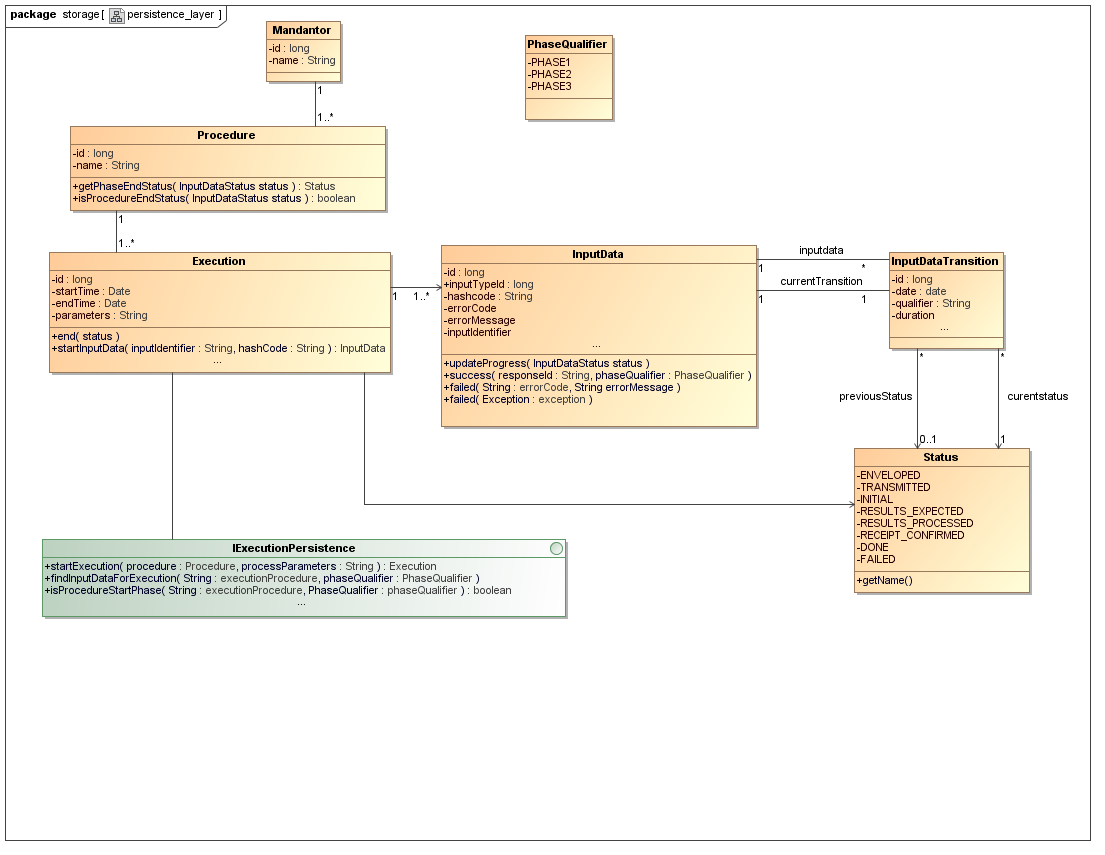 package storage[ persistence_layer ]
Mandantor
-id : long
-name : String
1
1..*
PhaseQualifier
-PHASE1
-PHASE2
-PHASE3
Procedure
-id : long
-name : String
+getPhaseEndStatus( InputDataStatus status ) : Status
+isProcedureEndStatus( InputDataStatus status ) : boolean
1
1..*
Execution
-id : long
-startTime : Date
-endTime : Date
-parameters : String
+end( status )
+startInputData( inputIdentifier : String, hashCode : String ) : InputData
...
1
1..*
InputData
-id : long
+inputTypeId : long
-hashcode : String
-errorCode
-errorMessage
-inputIdentifier
...
+updateProgress( InputDataStatus status )
+success( responseId : String, phaseQualifier : PhaseQualifier )
+failed( String : errorCode, String errorMessage )
+failed( Exception : exception )
inputdata
1
*
currentTransition
1
1
InputDataTransition
-id : long
-date : date
-qualifier : String
-duration
...
*
*
previousStatus
curentstatus
0..1
1
Status
-ENVELOPED
-TRANSMITTED
-INITIAL
-RESULTS_EXPECTED
-RESULTS_PROCESSED
-RECEIPT_CONFIRMED
-DONE
-FAILED
+getName()
IExecutionPersistence
+startExecution( procedure : Procedure, processParameters : String ) : Execution
+findInputDataForExecution( String : executionProcedure, phaseQualifier : PhaseQualifier )
+isProcedureStartPhase( String : executionProcedure, PhaseQualifier : phaseQualifier ) : boolean
...